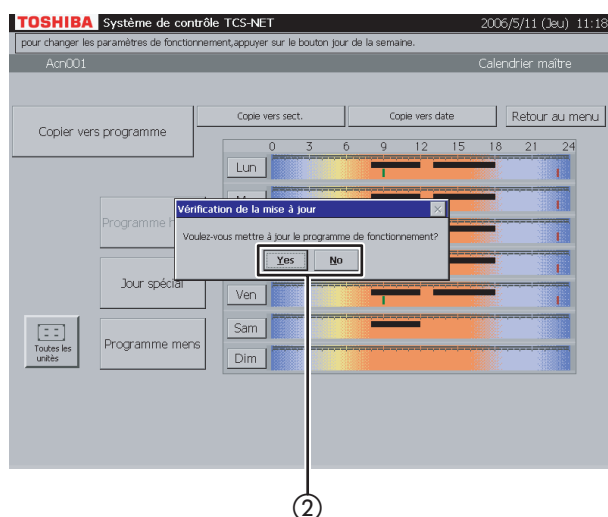 TOSHIBA Système de contrôle TCS-NET 2006/5/11 (Jeu) 11:18
pour changer les paramètres de fonctionnement,appuyer sur le bouton jour de la semaine.
Acn001 Calendrier maître
Copier vers programme
Copie vers sect. Copie vers date Retour au menu
0 3 6 9 12 15 18 21 24
Lun
Programme
Vérification de la mise à jour
Voulez-vous mettre à jour le programme de fonctionnement?
Yes No
Jour spécial
Ven
Sam
Toutes les
unités
Programme mens
Dim
②